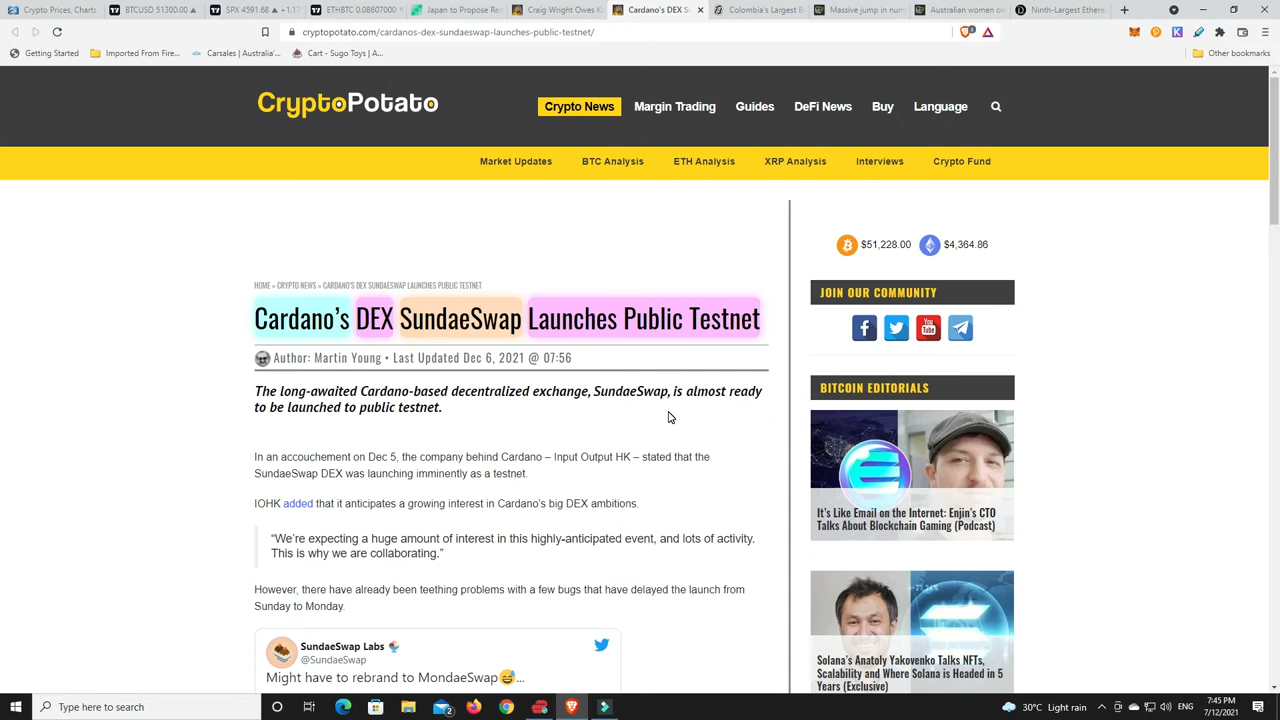 Crypto Prices, Charts
BTCUSD 51300.00
SPX 4591.68 ▲ +1.17
ETHBTC 0.08607000
Japan to Propose Res
Craig Wright Owes Ki
Cardano's DEX S
Colombia's Largest B
Massive jump in num
Australian women ov
Ninth-Largest Ethere
cryptopotato.com/cardanos-dex-sundaeswap-launches-public-testnet/
Getting Started
Imported From Fire...
Carsales | Australia'...
Cart - Sugo Toys | A...
Other bookmarks
CryptoPotato
Crypto News
Margin Trading
Guides
DeFi News
Buy
Language
Market Updates
BTC Analysis
ETH Analysis
XRP Analysis
Interviews
Crypto Fund
$51,228.00
$4,364.86
HOME » CRYPTO NEWS » CARDANO'S DEX SUNDAESWAP LAUNCHES PUBLIC TESTNET
Cardano's DEX SundaeSwap Launches Public Testnet
Author: Martin Young • Last Updated Dec 6, 2021 @ 07:56
The long-awaited Cardano-based decentralized exchange, SundaeSwap, is almost ready
to be launched to public testnet.
In an accouchement on Dec 5, the company behind Cardano – Input Output HK – stated that the
SundaeSwap DEX was launching imminently as a testnet.
IOHK added that it anticipates a growing interest in Cardano's big DEX ambitions.
“We're expecting a huge amount of interest in this highly-anticipated event, and lots of activity.
This is why we are collaborating.”
However, there have already been teething problems with a few bugs that have delayed the launch from
Sunday to Monday.
SundaeSwap Labs
@SundaeSwap
Might have to rebrand to MondaeSwap😅...
JOIN OUR COMMUNITY
You Tube
BITCOIN EDITORIALS
It's Like Email on the Internet: Enjin's CTO
Talks About Blockchain Gaming (Podcast)
Solana's Anatoly Yakovenko Talks NFTs,
Scalability and Where Solana is Headed in 5
Years (Exclusive)
Type here to search
30°C Light rain
ENG
7:45 PM
7/12/2021